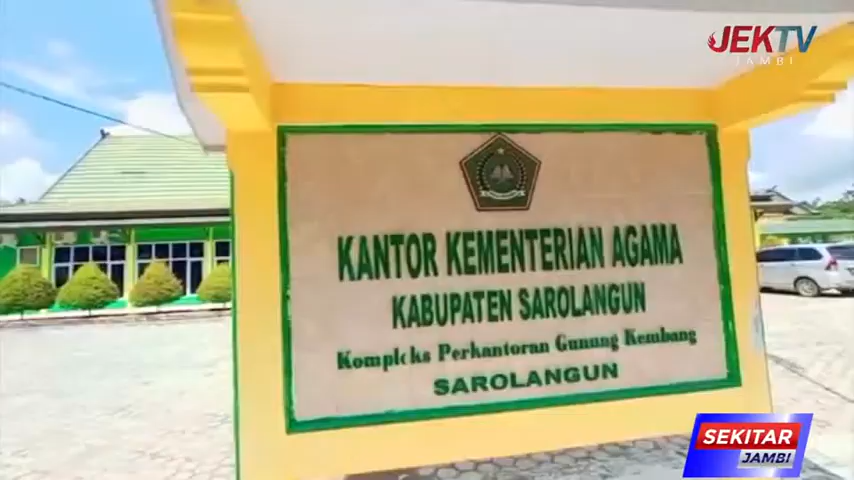 JEKTV
JAMBI
KANTOR KEMENTERIAN AGAMA
KABUPATEN SAROLANGUN
Komplcks Perkantoran Gunung Kembang
SAROLANGUN
SEKITAR
JAMBI